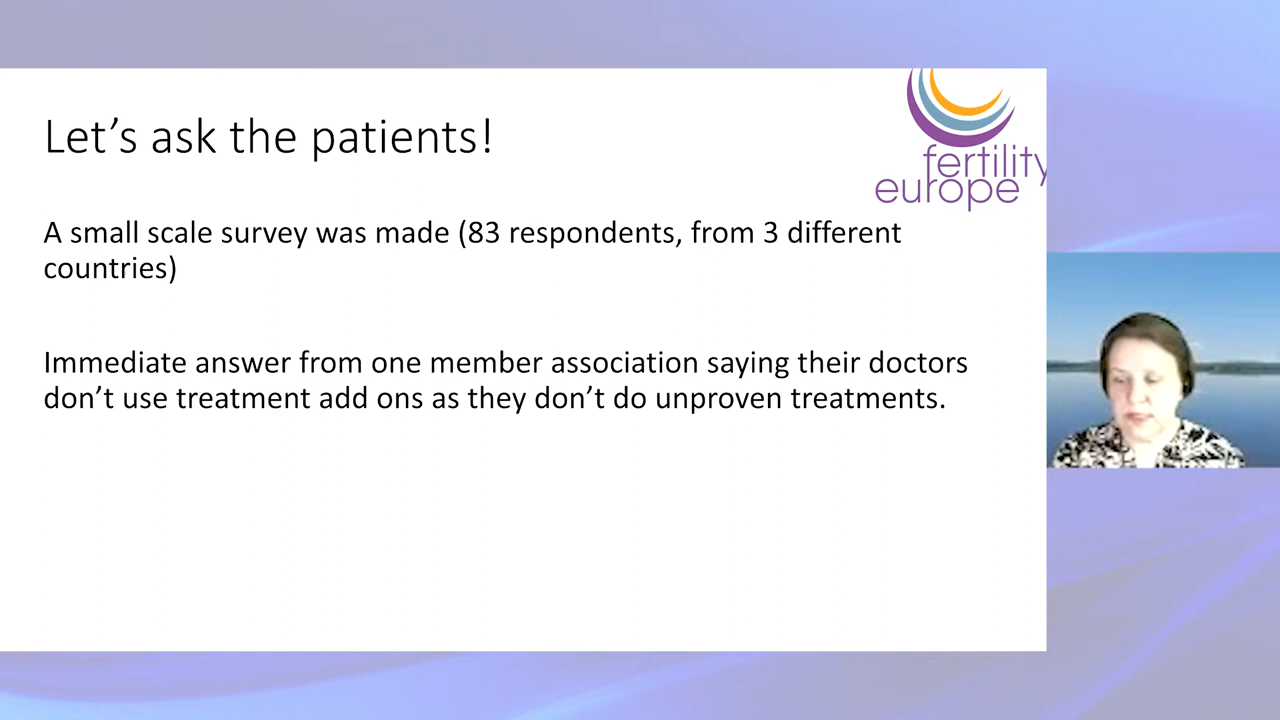 Let’s ask the patients!
fertility
europe
A small scale survey was made (83 respondents, from 3 different
countries)
Immediate answer from one member association saying their doctors
don’t use treatment add ons as they don’t do unproven treatments.